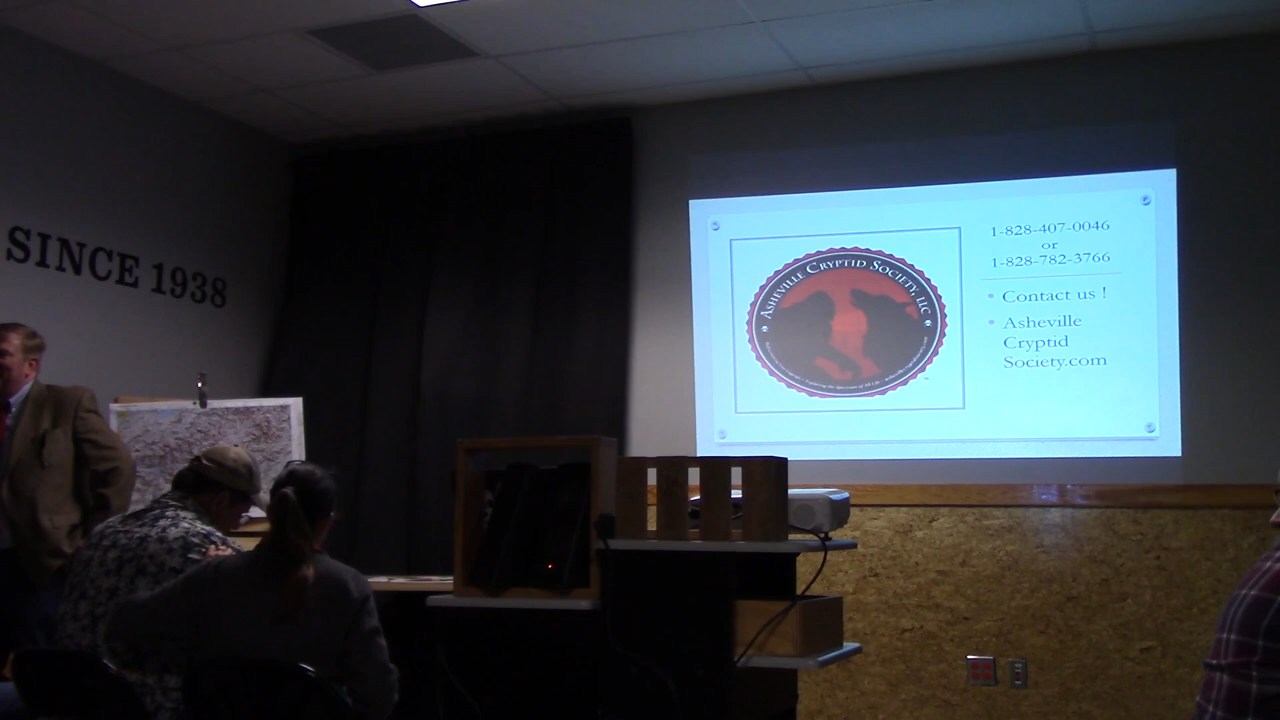 SINCE 1938
ASHEVILLE CRYPTID SOCIETY, LLC
1-828-407-0046
or
1-828-782-3766
• Contact us !
• Asheville
Cryptid
Society.com